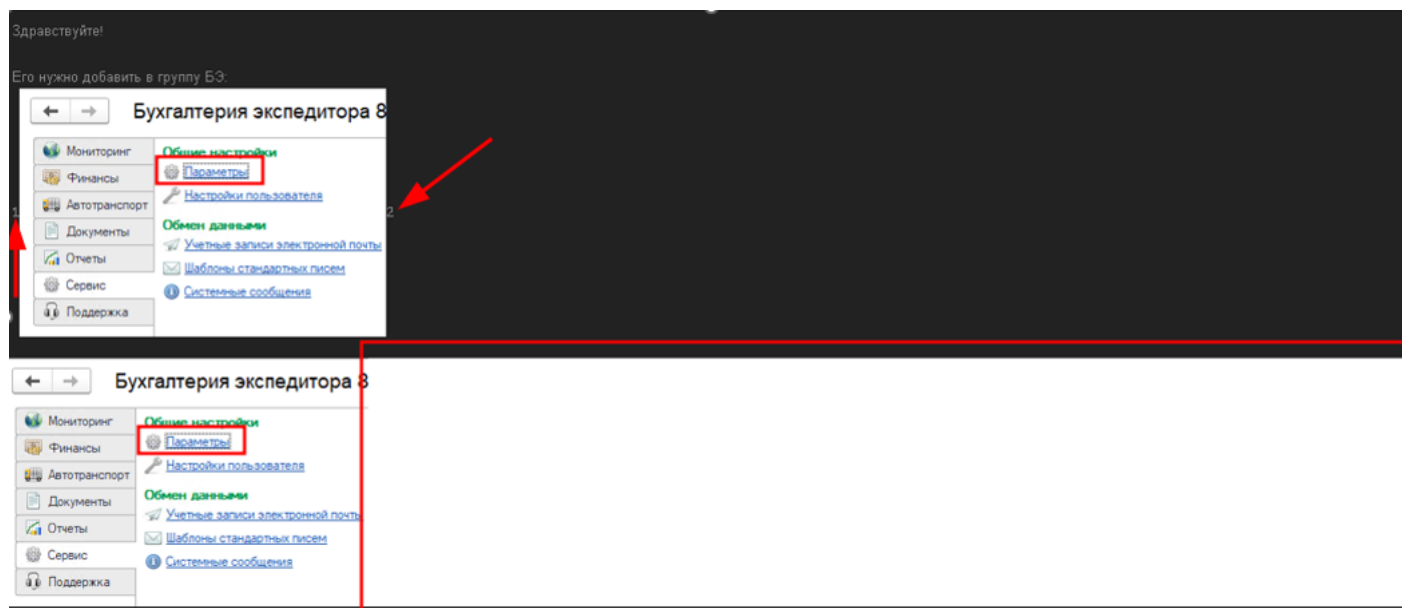 Здравствуйте!
Его нужно добавить в группу БЭ:
Бухгалтерия экспедитора 8
Мониторинг
Финансы
Автотранспорт
Документы
Отчеты
Сервис
Поддержка
Общие настройки
Параметры
Настройки пользователя
Обмен данными
Учетные записи электронной почты
Шаблоны стандартных писем
Системные сообщения
1
2
Бухгалтерия экспедитора 8
Мониторинг
Финансы
Автотранспорт
Документы
Отчеты
Сервис
Поддержка
Общие настройки
Параметры
Настройки пользователя
Обмен данными
Учетные записи электронной почты
Шаблоны стандартных писем
Системные сообщения